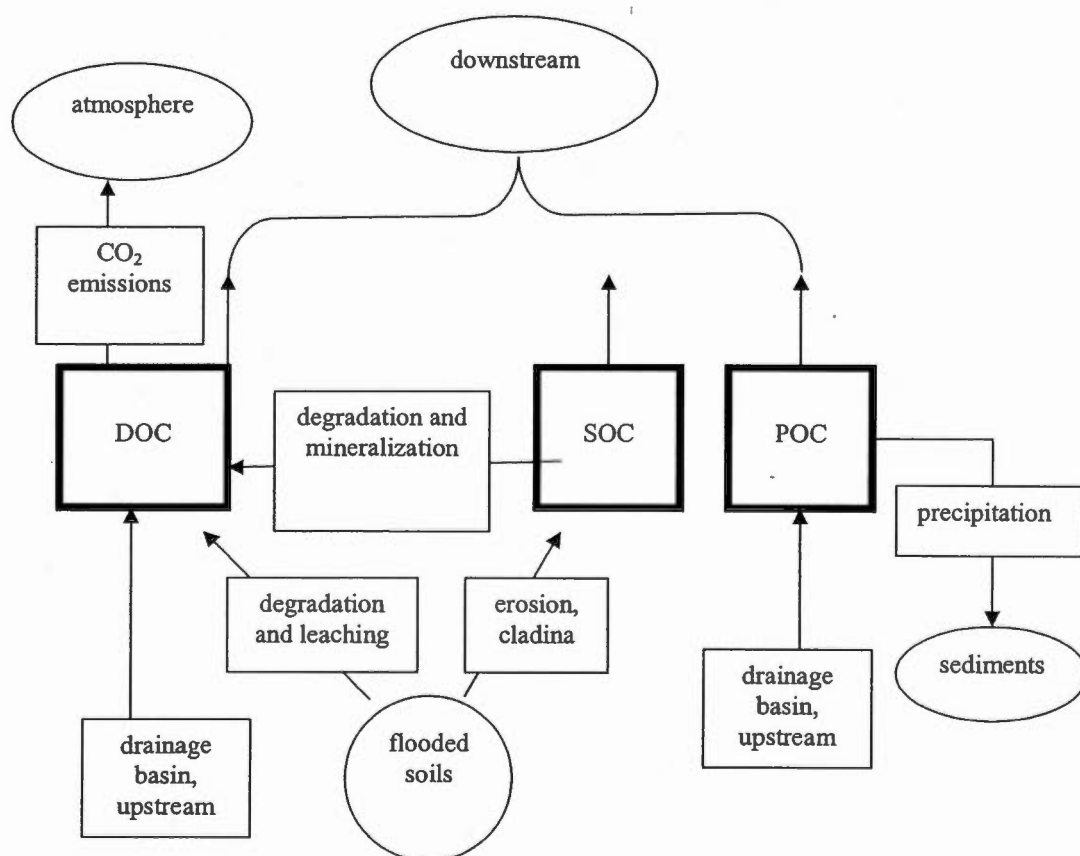 downstream
atmosphere
CO₂
emissions
DOC
degradation and
mineralization
SOC
POC
precipitation
degradation
and leaching
erosion,
cladina
drainage
basin,
upstream
sediments
drainage
basin,
upstream
flooded
soils